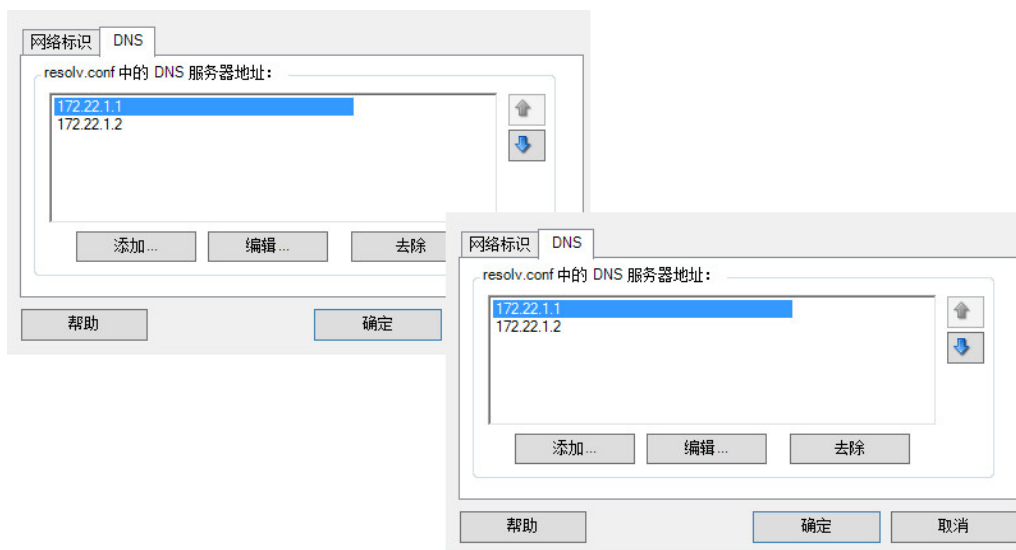 网络标识 DNS
resolv.conf 中的 DNS 服务器地址：
172.22.1.1
172.22.1.2
添加... 编辑... 去除
帮助 确定
网络标识 DNS
resolv.conf 中的 DNS 服务器地址：
172.22.1.1
172.22.1.2
添加... 编辑... 去除
帮助 确定 取消